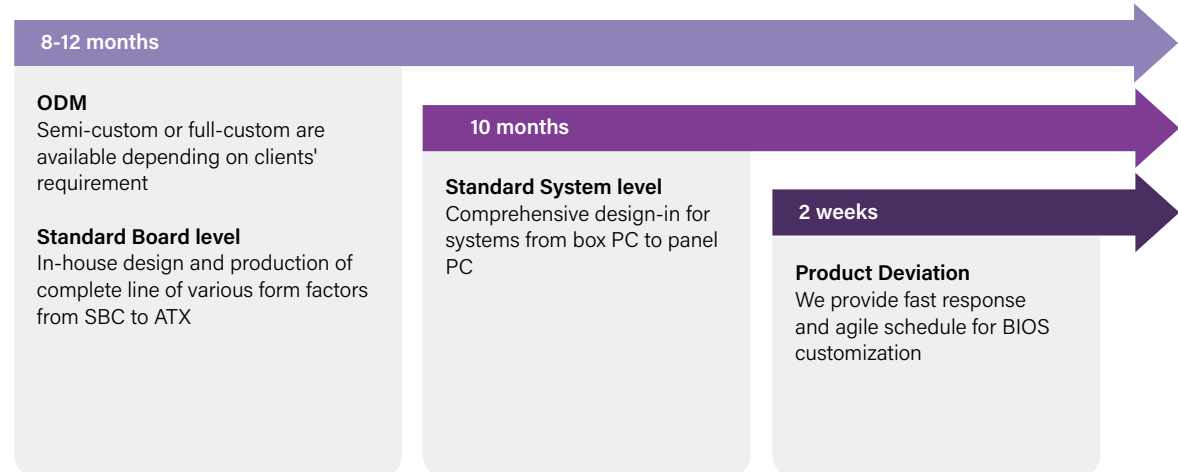 8-12 months
ODM
Semi-custom or full-custom are
available depending on clients'
requirement
Standard Board level
In-house design and production of
complete line of various form factors
from SBC to ATX
10 months
Standard System level
Comprehensive design-in for
systems from box PC to panel
PC
2 weeks
Product Deviation
We provide fast response
and agile schedule for BIOS
customization